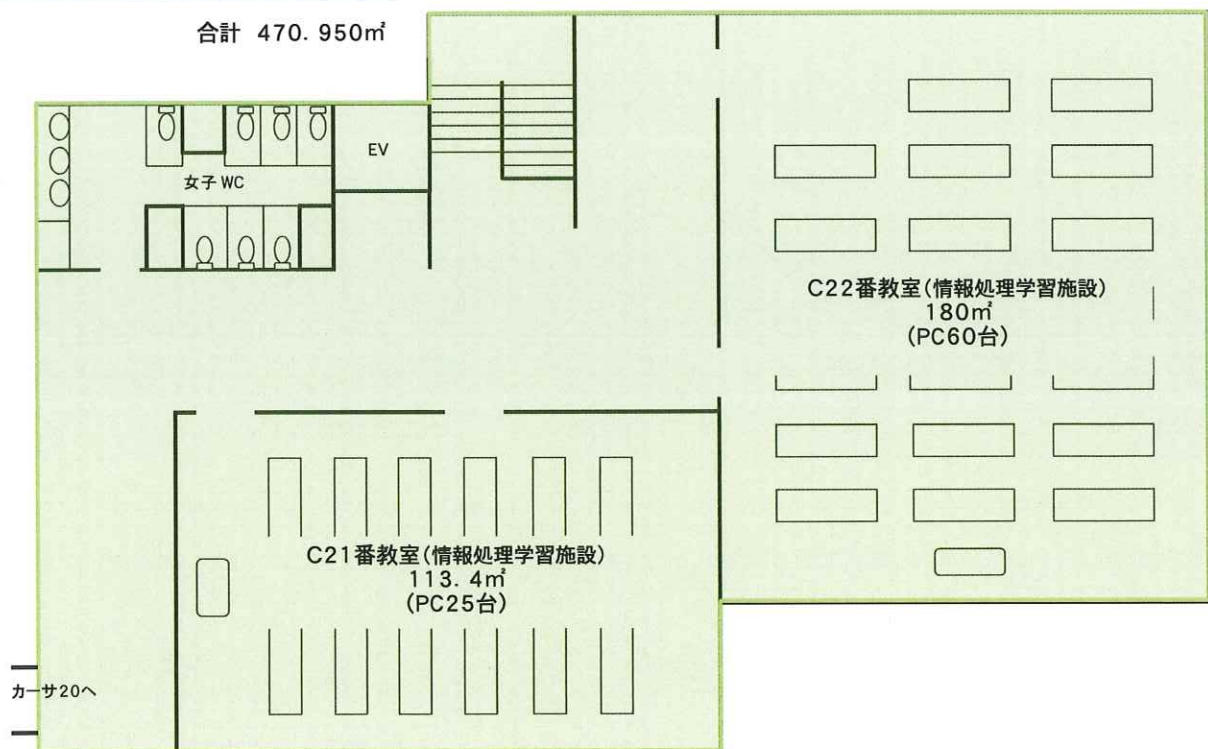 合計 470. 950㎡
EV
女子 WC
C22番教室(情報処理学習施設)
180㎡
(PC60台)
C21番教室(情報処理学習施設)
113. 4㎡
(PC25台)
カーサ20へ